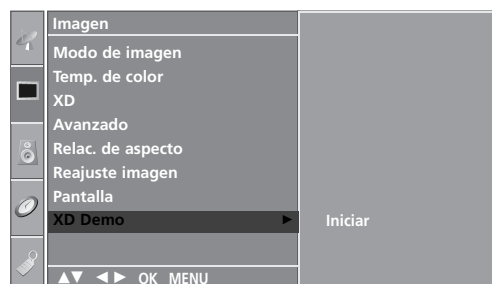 Imagen
Modo de imagen
Temp. de color
XD
Avanzado
Relac. de aspecto
Reajuste imagen
Pantalla
XD Demo ► Iniciar
▲▼ ◄► OK MENU